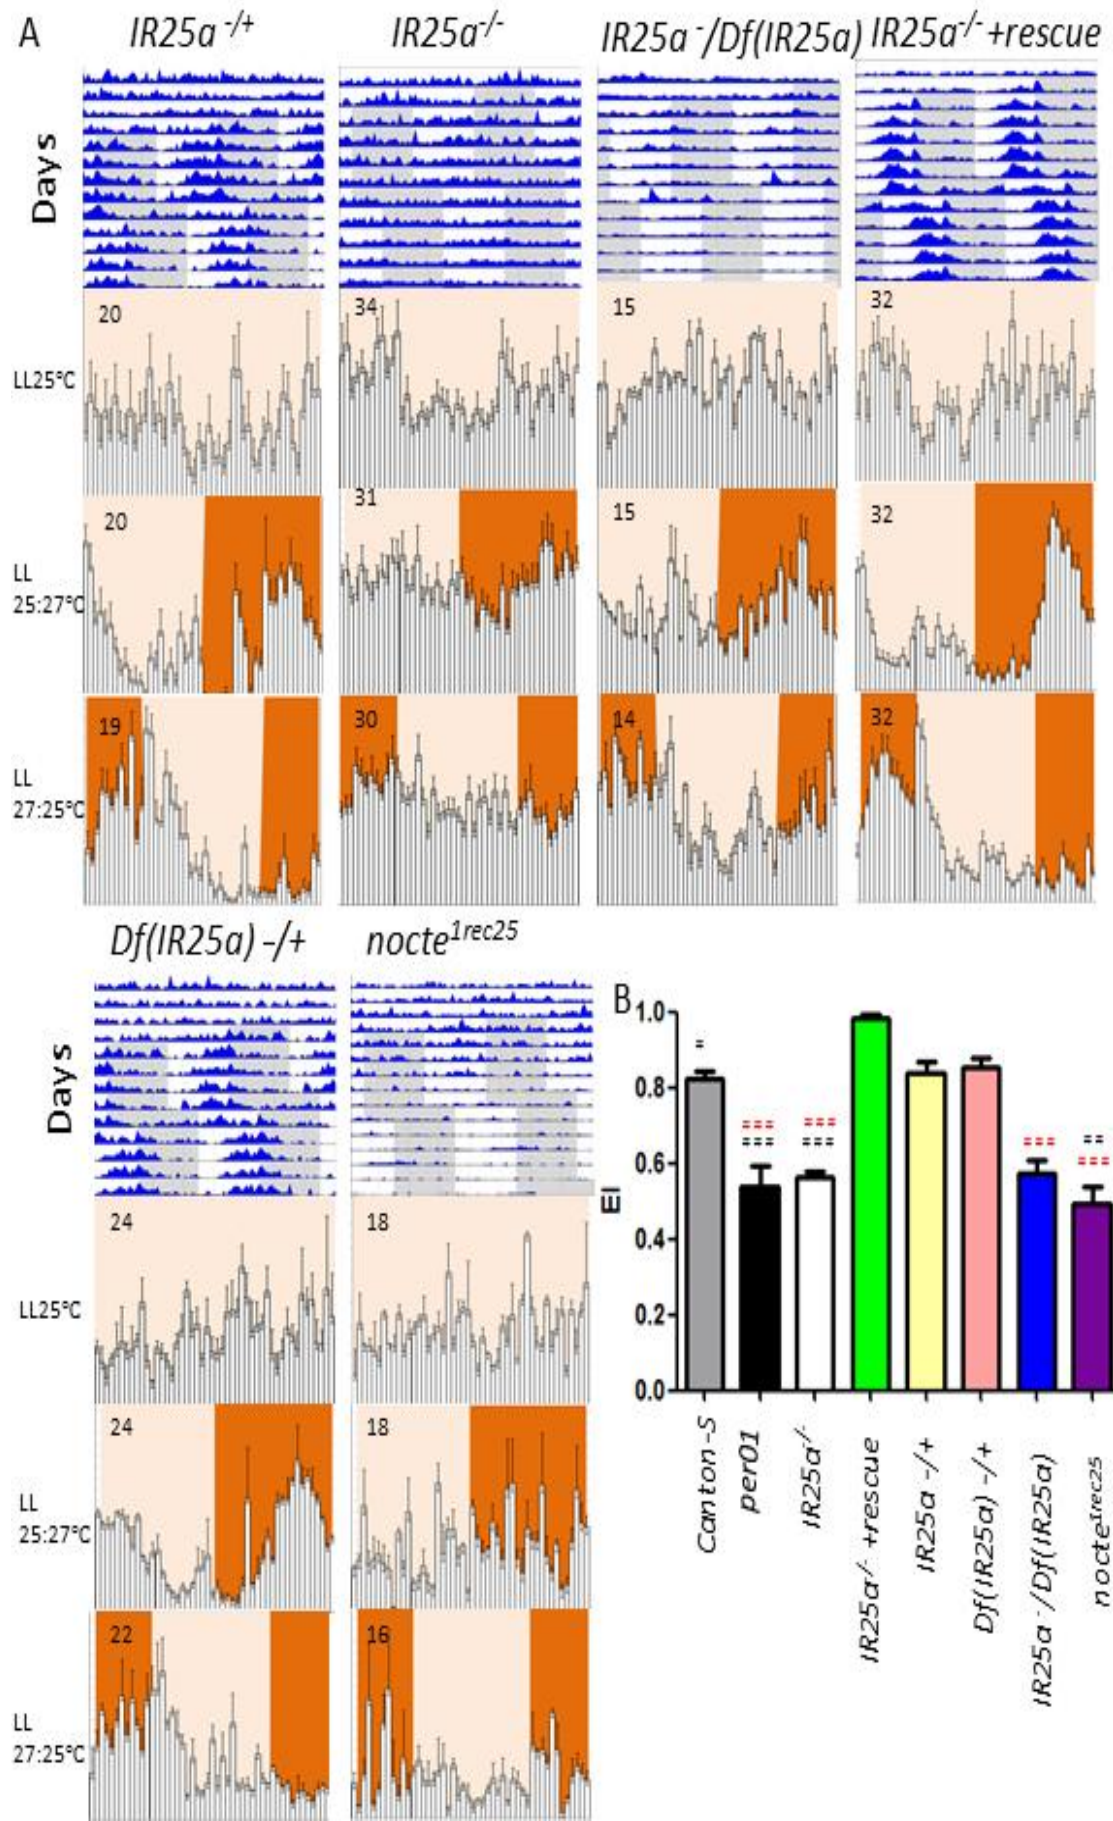 A
IR25a -/+ IR25a -/- IR25a -/Df(IR25a) IR25a -/- +rescue
Days
20 34 15 32
LL25°C
20 31 15 32
LL
25:27°C
19 30 14 32
LL
27:25°C
Df(IR25a) -/+ nocte1rec25
Days
24 18
LL25°C
24 18
LL
25:27°C
22 16
LL
27:25°C
B
EI
1.0
0.8
0.6
0.4
0.2
0.0
Canton-S
per01
IR25a-/-
IR25a-/- +rescue
IR25a -/+
Df(IR25a) -/+
IR25a -/Df(IR25a)
nocte1rec25